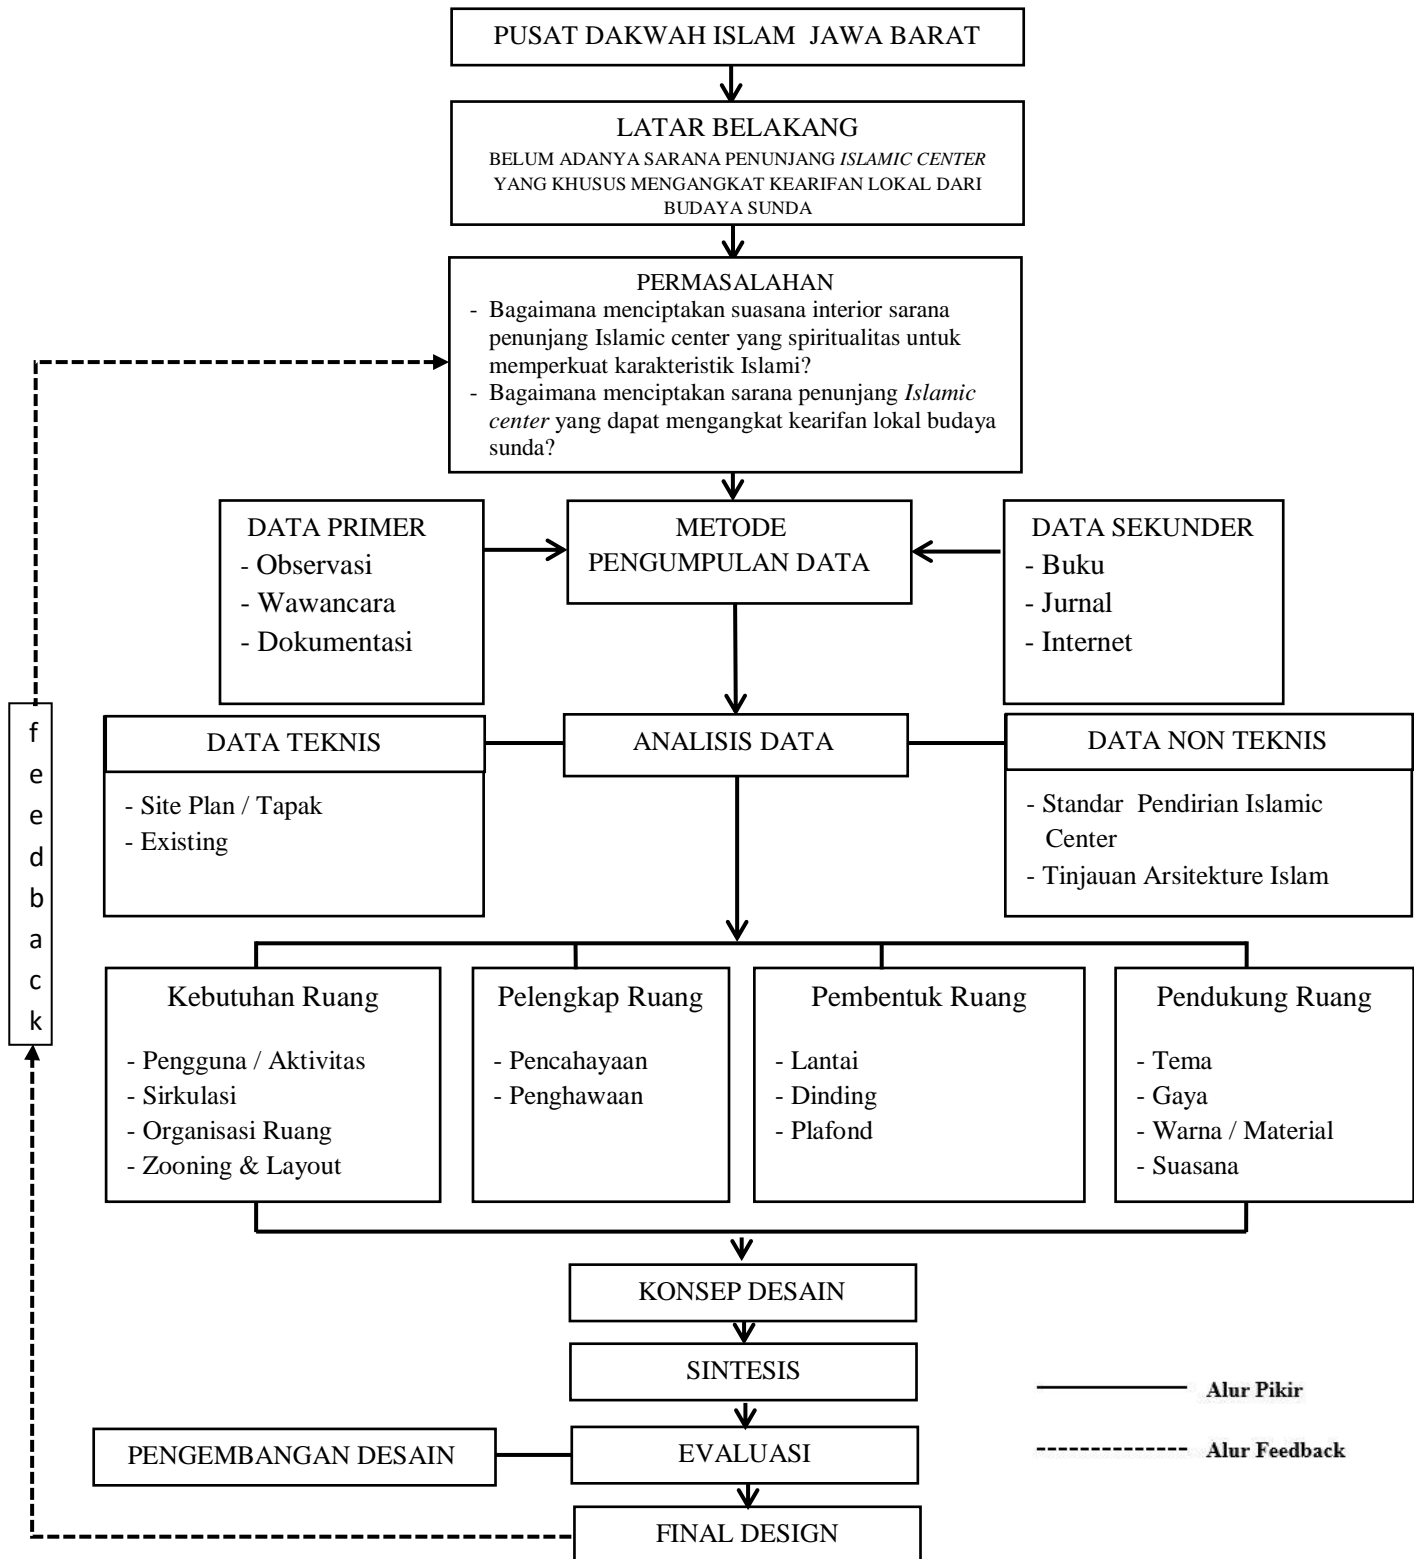 PUSAT DAKWAH ISLAM JAWA BARAT
LATAR BELAKANG
BELUM ADANYA SARANA PENUNJANG ISLAMIC CENTER
YANG KHUSUS MENGANGKAT KEARIFAN LOKAL DARI
BUDAYA SUNDA
PERMASALAHAN
- Bagaimana menciptakan suasana interior sarana
penunjang Islamic center yang spiritualitas untuk
memperkuat karakteristik Islami?
- Bagaimana menciptakan sarana penunjang Islamic
center yang dapat mengangkat kearifan lokal budaya
sunda?
DATA PRIMER
- Observasi
- Wawancara
- Dokumentasi
METODE
PENGUMPULAN DATA
DATA SEKUNDER
- Buku
- Jurnal
- Internet
feedback
DATA TEKNIS
- Site Plan / Tapak
- Existing
ANALISIS DATA
DATA NON TEKNIS
- Standar Pendirian Islamic
Center
- Tinjauan Arsitekture Islam
Kebutuhan Ruang
- Pengguna / Aktivitas
- Sirkulasi
- Organisasi Ruang
- Zooning & Layout
Pelengkap Ruang
- Pencahayaan
- Penghawaan
Pembentuk Ruang
- Lantai
- Dinding
- Plafond
Pendukung Ruang
- Tema
- Gaya
- Warna / Material
- Suasana
KONSEP DESAIN
SINTESIS
PENGEMBANGAN DESAIN
EVALUASI
FINAL DESIGN
Alur Pikir
Alur Feedback